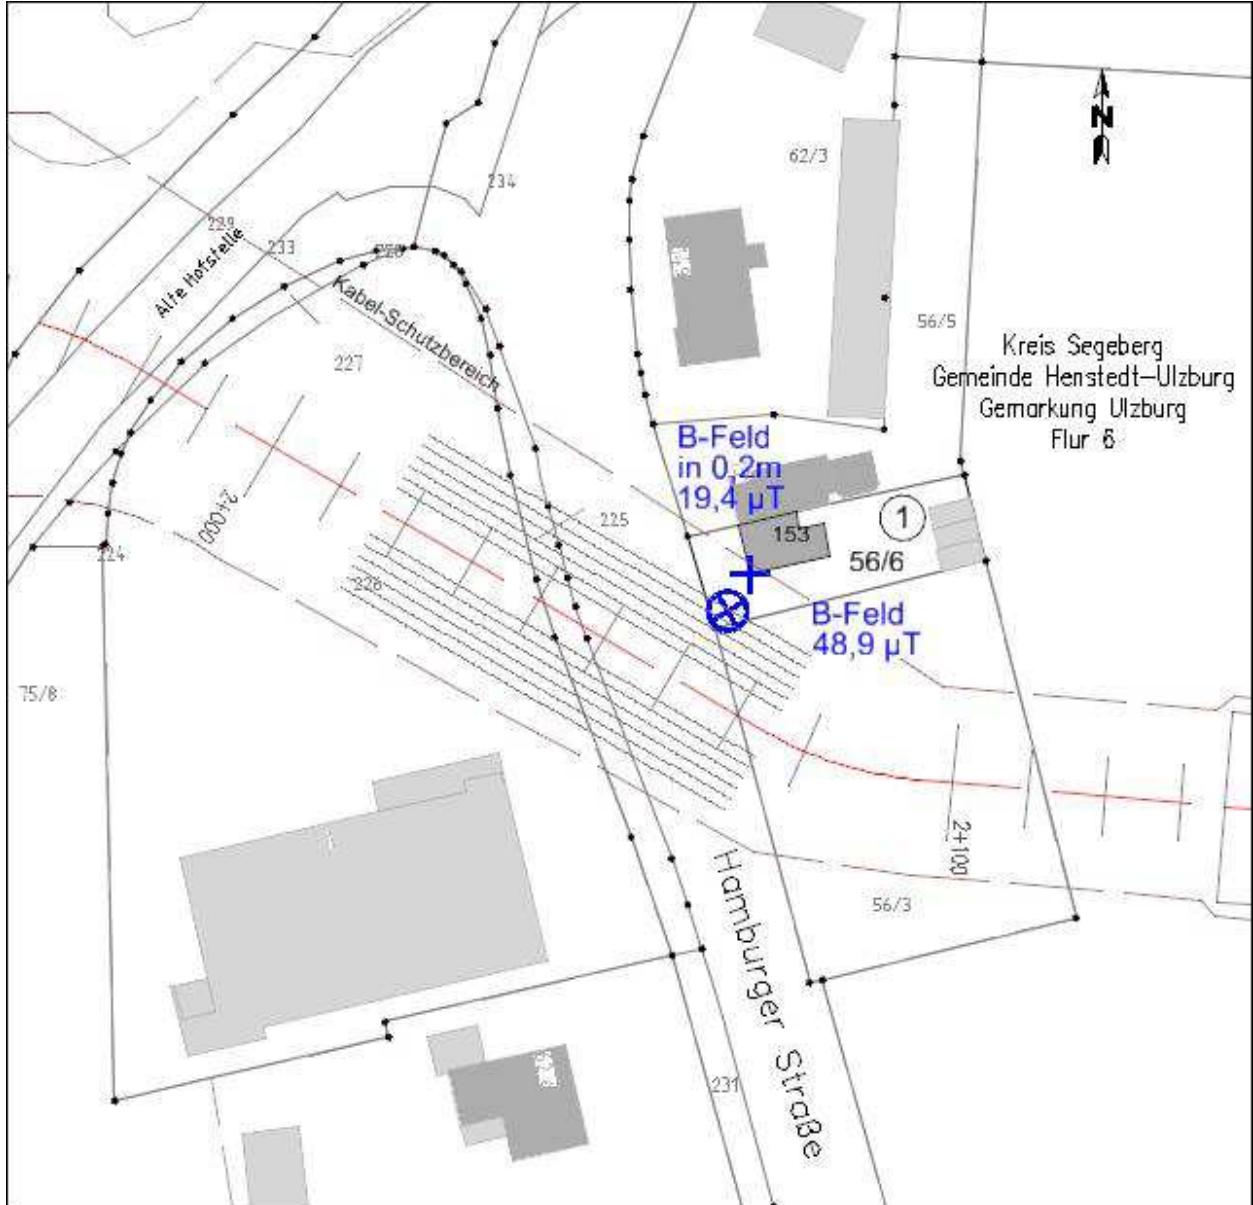 N
62/3
234
229
233
228
Alte Hofstelle
Kabel-Schutzbereich
56/5
227
Kreis Segeberg
Gemeinde Henstedt-Ulzburg
Gemarkung Ulzburg
Flur 6
B-Feld
in 0,2m
19,4 µT
2+000
225
1
153
56/6
224
226
B-Feld
48,9 µT
75/8
2+100
56/3
Hamburger Straße
231